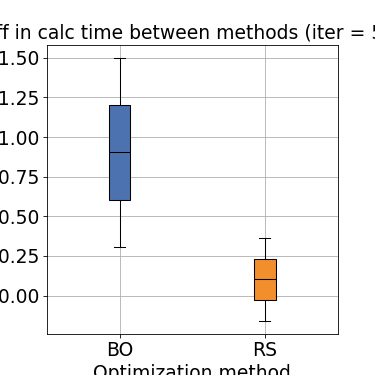 ff in calc time between methods (iter = 5
1.50
1.25
1.00
0.75
0.50
0.25
0.00
BO RS
Optimization method